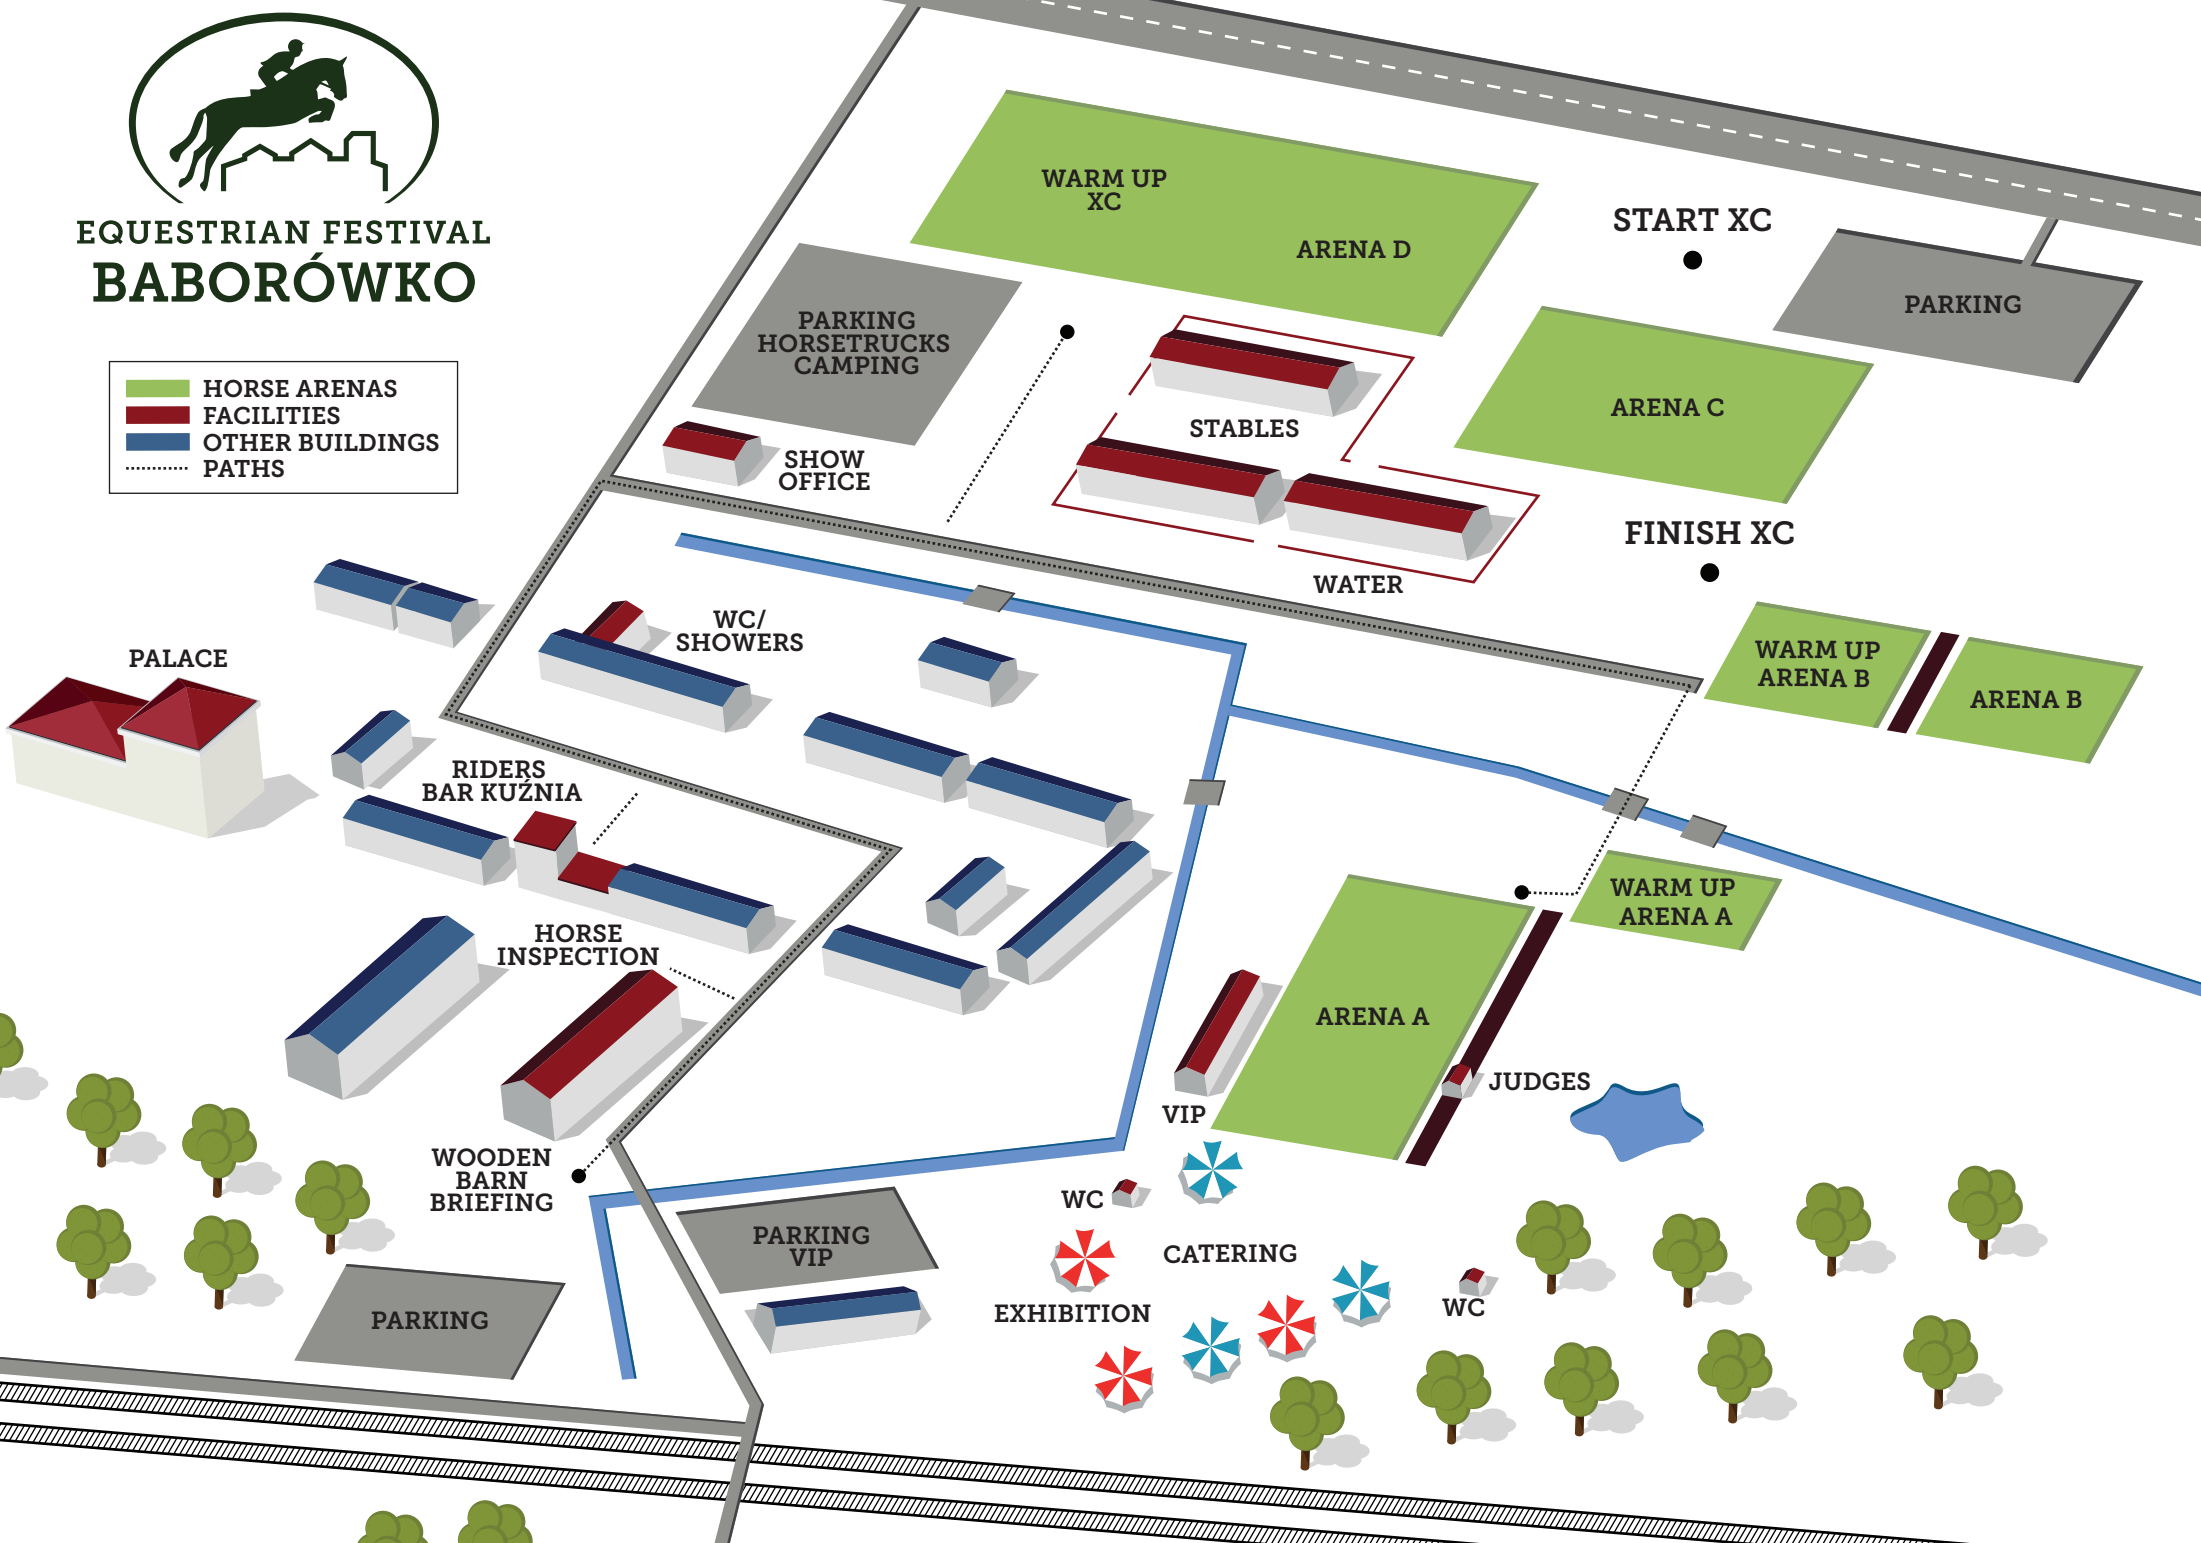 EQUESTRIAN FESTIVAL
BABORÓWKO
HORSE ARENAS
FACILITIES
OTHER BUILDINGS
PATHS
WARM UP
XC
ARENA D
START XC
PARKING
PARKING
HORSETRUCKS
CAMPING
ARENA C
STABLES
SHOW
OFFICE
FINISH XC
WATER
WC/
SHOWERS
PALACE
WARM UP
ARENA B
ARENA B
RIDERS
BAR KUŹNIA
WARM UP
ARENA A
HORSE
INSPECTION
ARENA A
JUDGES
VIP
WOODEN
BARN
BRIEFING
WC
PARKING
VIP
CATERING
EXHIBITION
WC
PARKING